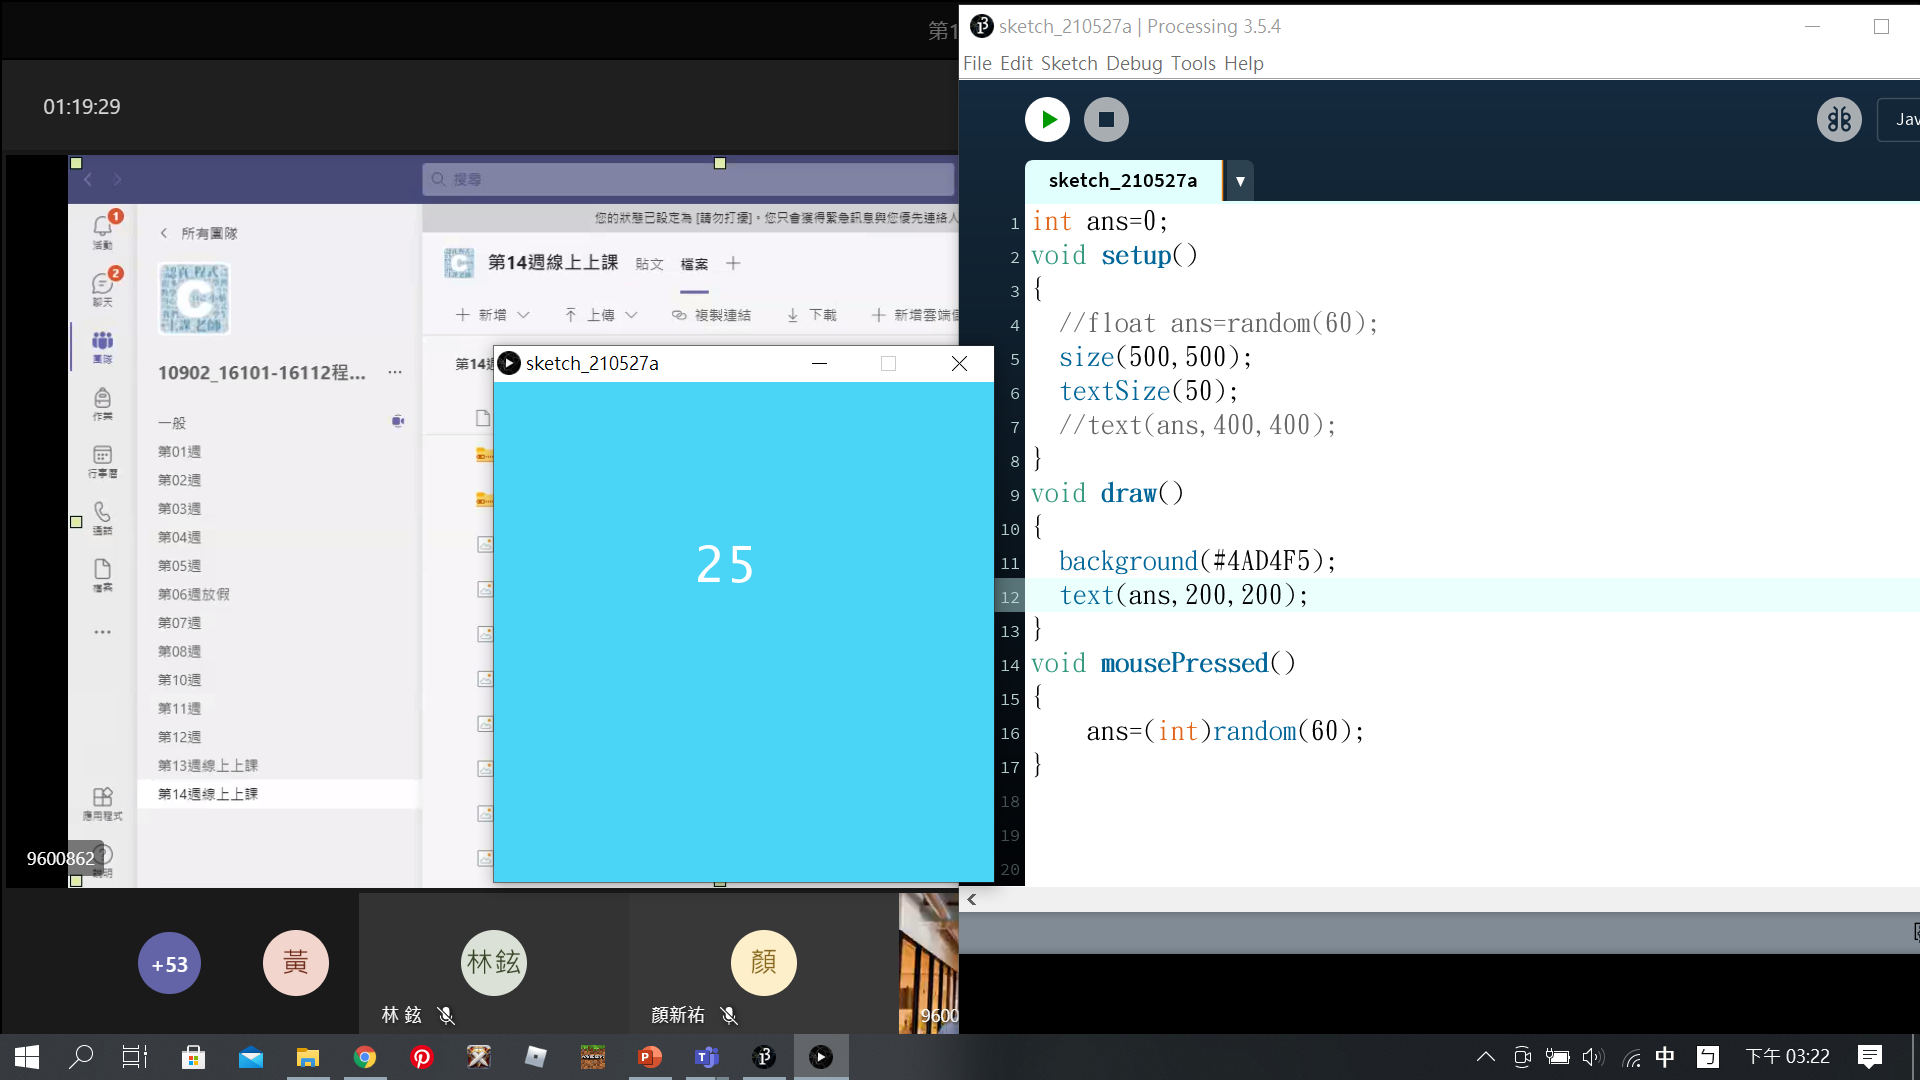 第1
01:19:29
搜尋
您的狀態已設定為 [請勿打擾]。您只會獲得緊急訊息與您優先連絡人
1
活動
2
聊天
團隊
作業
行事曆
通話
檔案
應用程式
說明
所有團隊
10902_16101-16112程... ...
一般
第01週
第02週
第03週
第04週
第05週
第06週放假
第07週
第08週
第10週
第11週
第12週
第13週線上上課
第14週線上上課
第14週線上上課 貼文 檔案
新增 上傳 複製連結 下載 新增雲端
第14週
9600862
sketch_210527a
25
+53
黃
林鉉
林 鉉
顏
顏新祐
9600
sketch_210527a | Processing 3.5.4
File Edit Sketch Debug Tools Help
Jav
sketch_210527a
1 int ans=0;
2 void setup()
3 {
4 //float ans=random(60);
5 size(500,500);
6 textSize(50);
7 //text(ans,400,400);
8 }
9 void draw()
10 {
11 background(#4AD4F5);
12 text(ans,200,200);
13 }
14 void mousePressed()
15 {
16 ans=(int)random(60);
17 }
18
19
20
中
ㄅ
下午 03:22